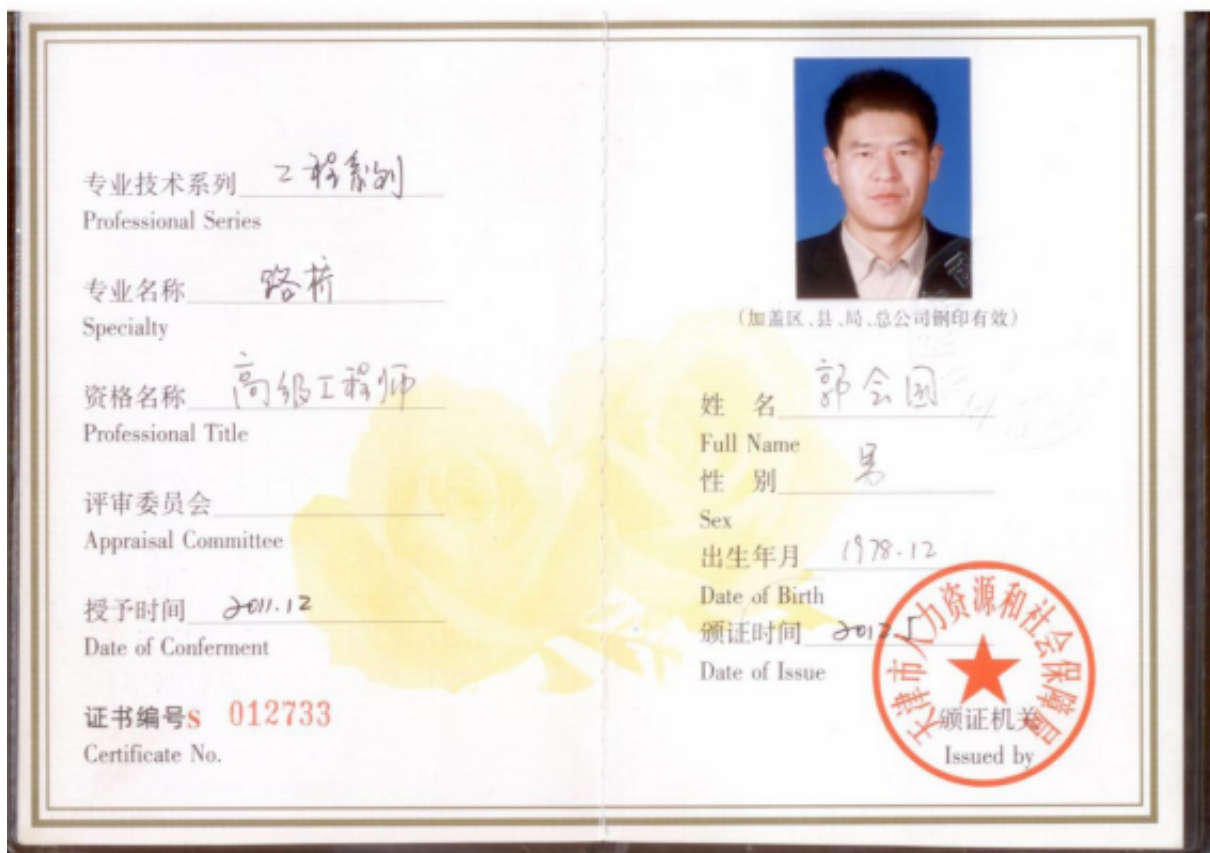 专业技术系列 工程系列
Professional Series
专业名称 路桥
Specialty
资格名称 高级工程师
Professional Title
评审委员会
Appraisal Committee
授予时间 2011.12
Date of Conferment
证书编号S 012733
Certificate No.
(加盖区、县、局、总公司钢印有效)
姓 名 郭会国
Full Name
性 别 男
Sex
出生年月 1978.12
Date of Birth
颁证时间 2012.5
Date of Issue
天津市人力资源和社会保障局
颁证机关
Issued by